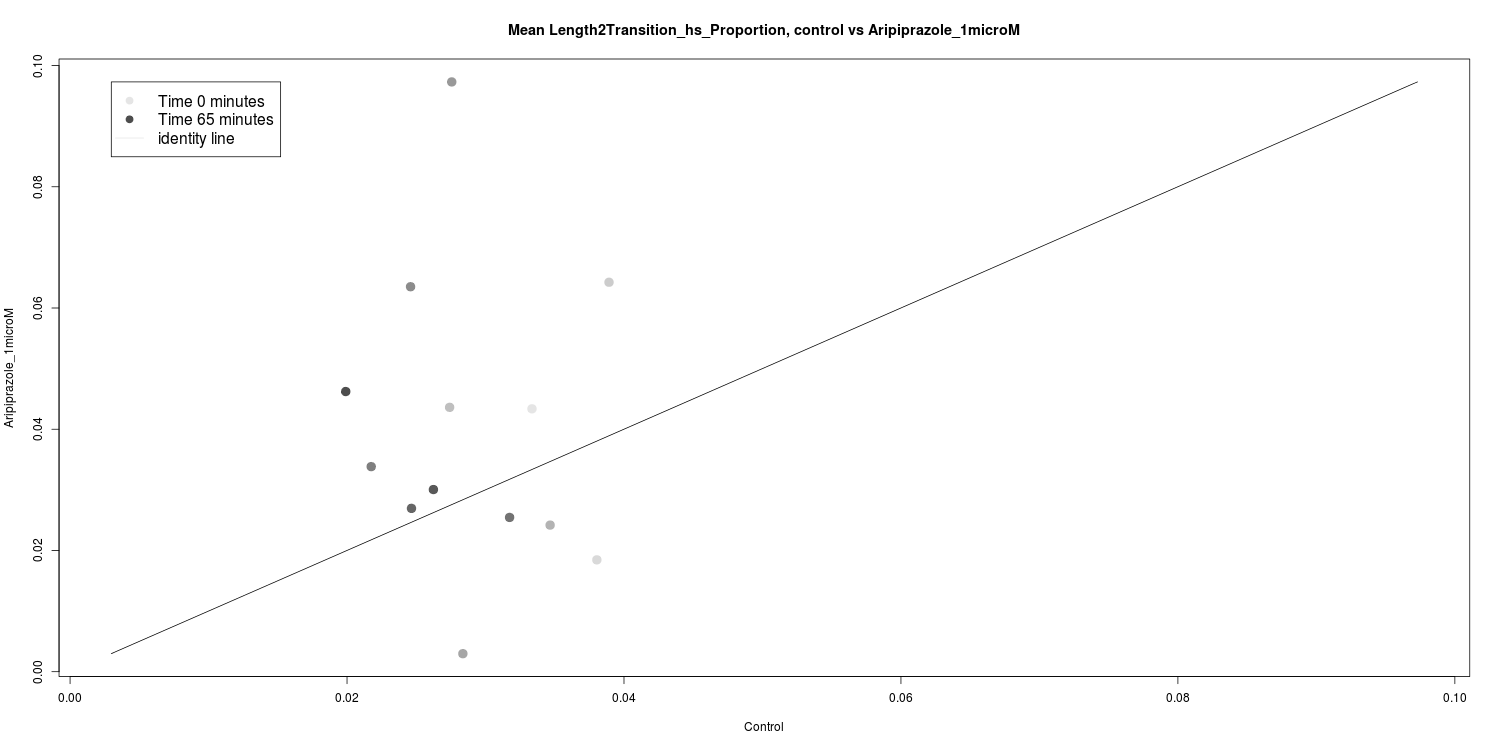 Mean Length2Transition_hs_Proportion, control vs Aripiprazole_1microM
Time 0 minutes
Time 65 minutes
identity line
Aripiprazole_1microM
0.10
0.08
0.06
0.04
0.02
0.00
0.00 0.02 0.04 0.06 0.08 0.10
Control